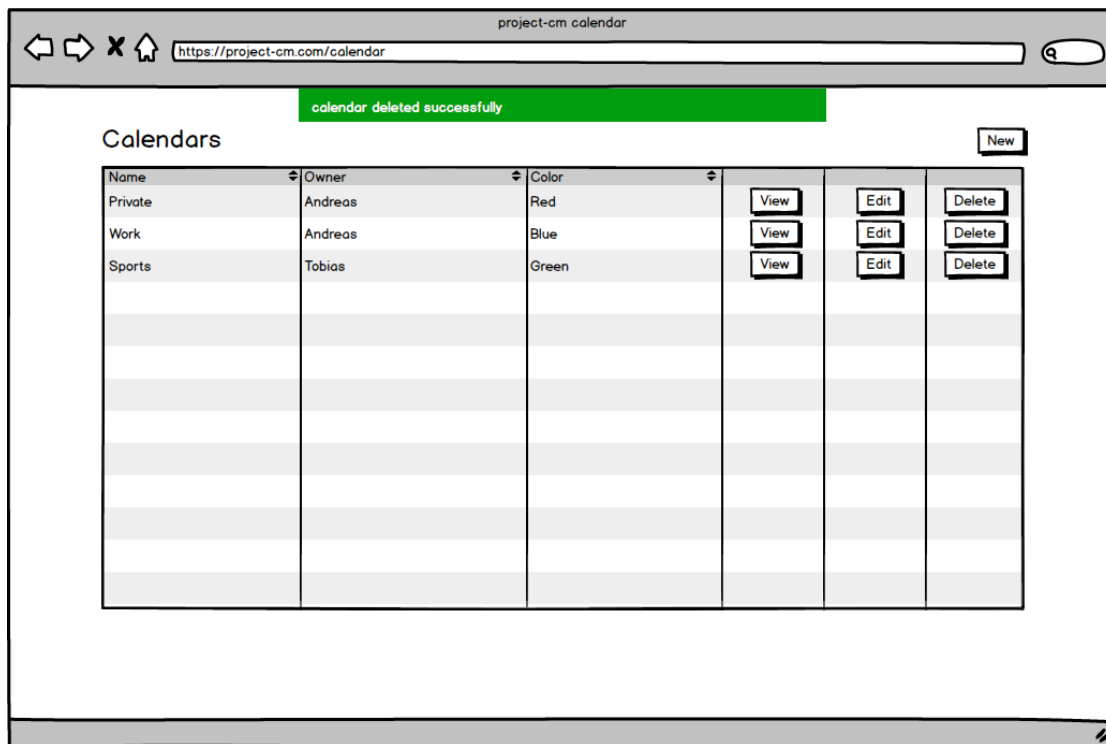 project-cm calendar
https://project-cm.com/calendar
calendar deleted successfully
Calendars
New
Name Owner Color
Private Andreas Red View Edit Delete
Work Andreas Blue View Edit Delete
Sports Tobias Green View Edit Delete